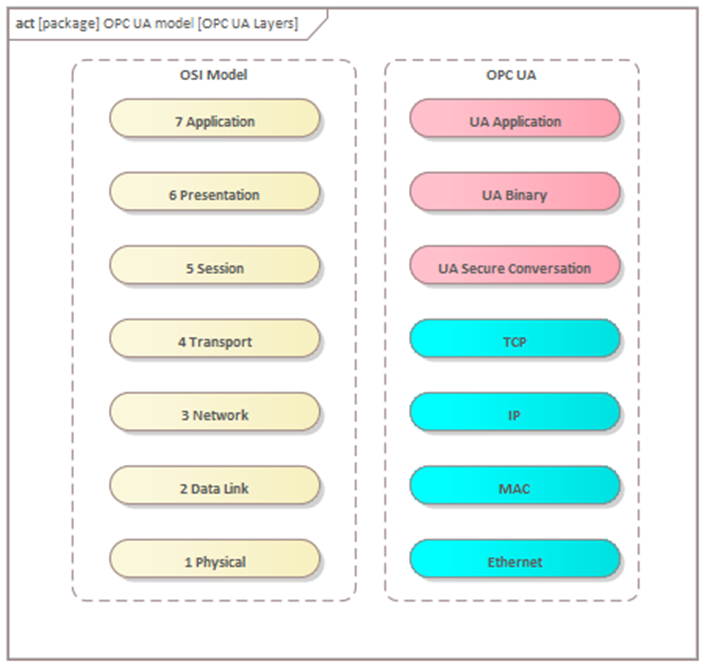 act [package] OPC UA model [OPC UA Layers]
OSI Model
7 Application
6 Presentation
5 Session
4 Transport
3 Network
2 Data Link
1 Physical
OPC UA
UA Application
UA Binary
UA Secure Conversation
TCP
IP
MAC
Ethernet